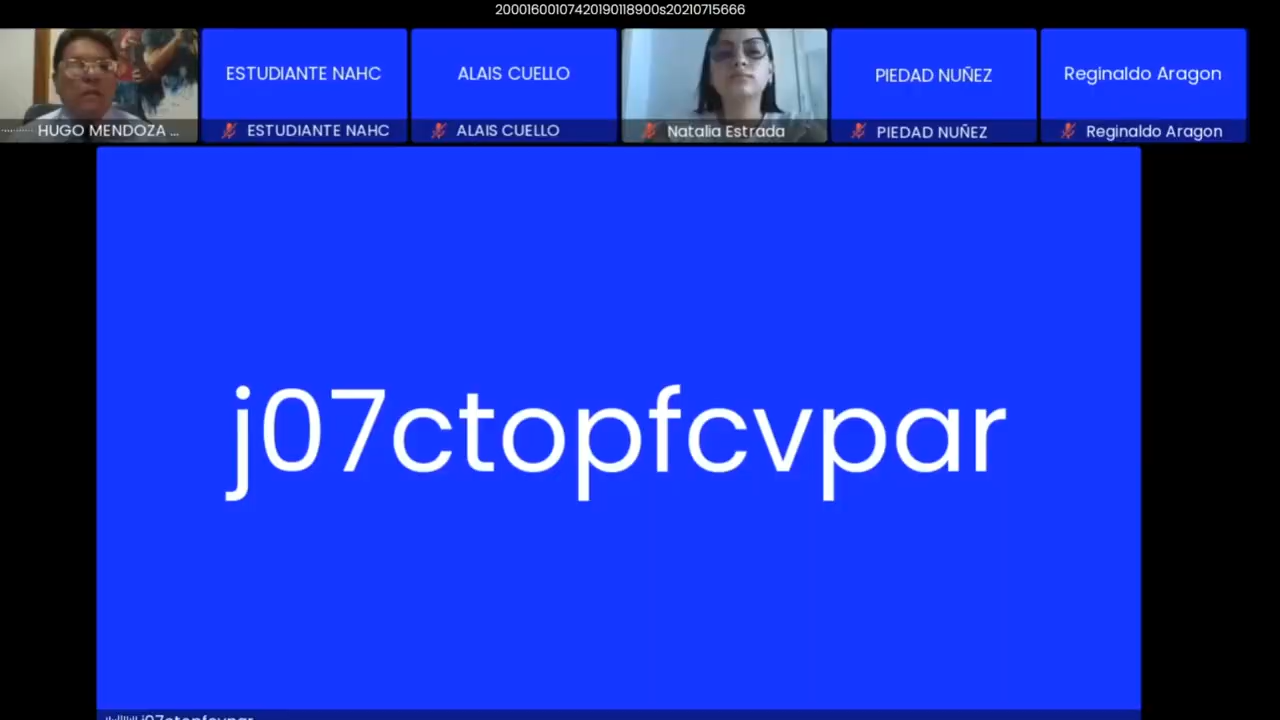 20001600107420190118900s20210715666
ESTUDIANTE NAHC
ALAIS CUELLO
PIEDAD NUÑEZ
Reginaldo Aragon
HUGO MENDOZA ...
ESTUDIANTE NAHC
ALAIS CUELLO
Natalia Estrada
PIEDAD NUÑEZ
Reginaldo Aragon
j07ctopfcvpar
j07ctopfcvpar